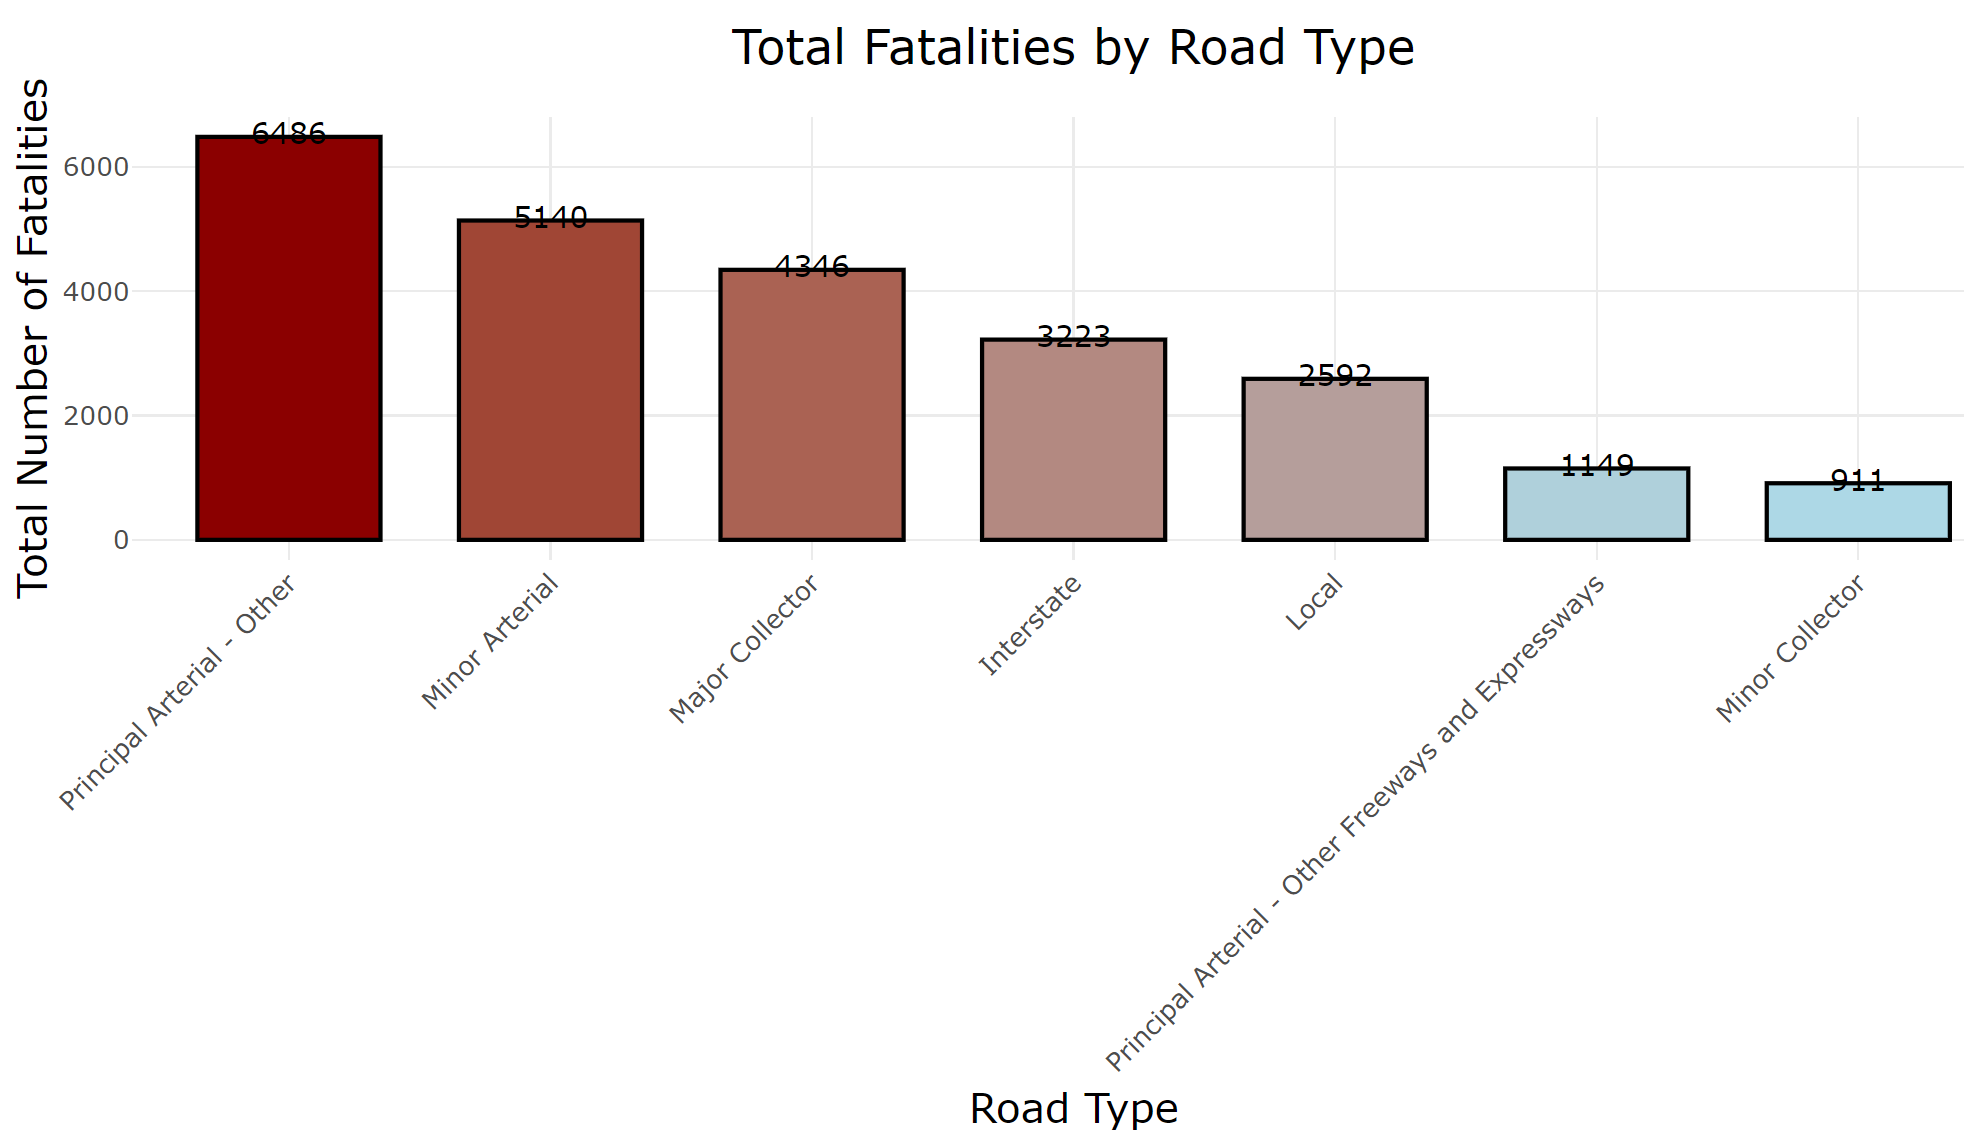 Total Fatalities by Road Type
Total Number of Fatalities
6000
4000
2000
0
6486
5140
4346
3223
2592
1149
911
Principal Arterial - Other
Minor Arterial
Major Collector
Interstate
Local
Principal Arterial - Other Freeways and Expressways
Minor Collector
Road Type